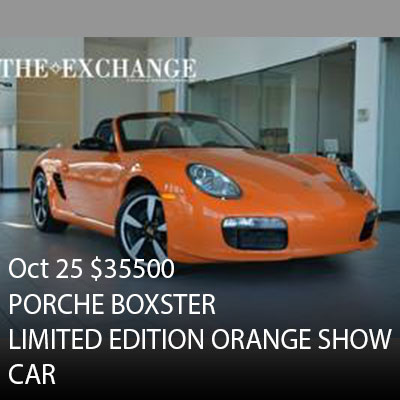 THE EXCHANGE
Oct 25 $35500
PORCHE BOXSTER
LIMITED EDITION ORANGE SHOW
CAR